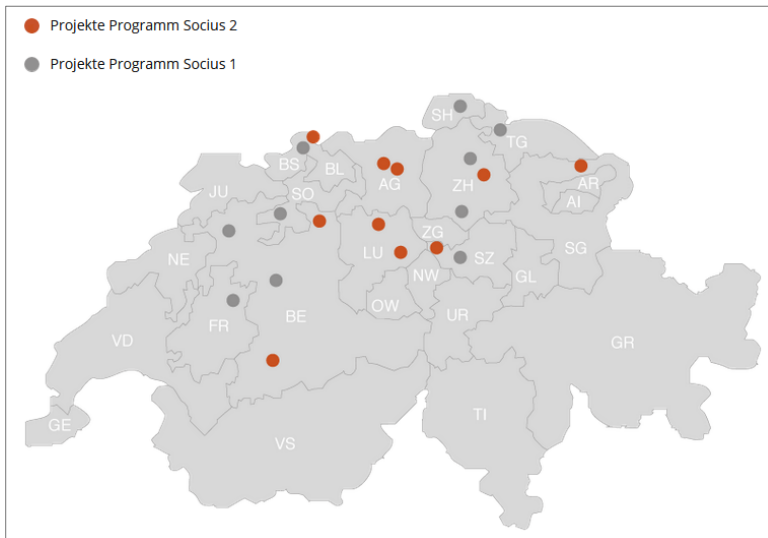 Projekte Programm Socius 2
Projekte Programm Socius 1
SH
TG
BS
BL
AG
ZH
AR
AI
JU
SO
NE
LU
ZG
SZ
SG
NW
GL
OW
UR
BE
FR
VD
GR
GE
VS
TI